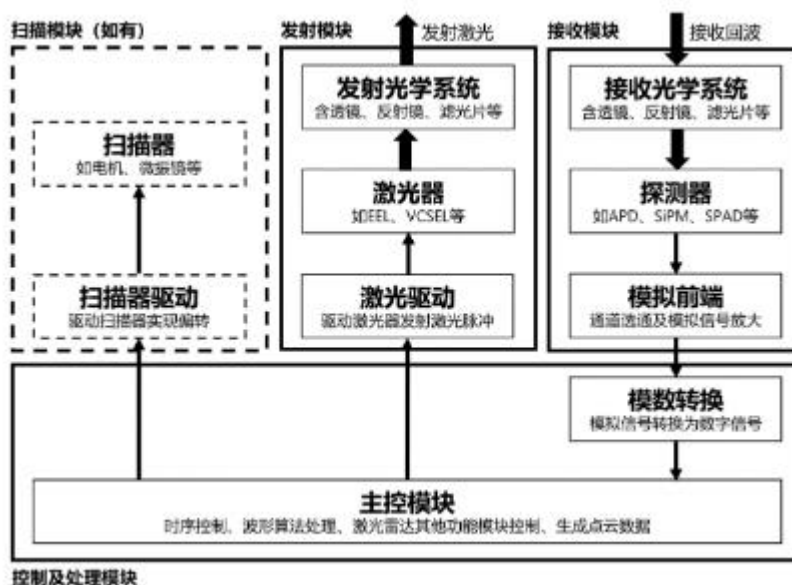 扫描模块（如有）
扫描器
如电机、微振镜等
扫描器驱动
驱动扫描器实现偏转
发射模块
发射激光
发射光学系统
含透镜、反射镜、滤光片等
激光器
如EEL、VCSEL等
激光驱动
驱动激光器发射激光脉冲
接收模块
接收回波
接收光学系统
含透镜、反射镜、滤光片等
探测器
如APD、SiPM、SPAD等
模拟前端
通道选通及模拟信号放大
模数转换
模拟信号转换为数字信号
主控模块
时序控制、波形算法处理、激光雷达其他功能模块控制、生成点云数据
控制及处理模块